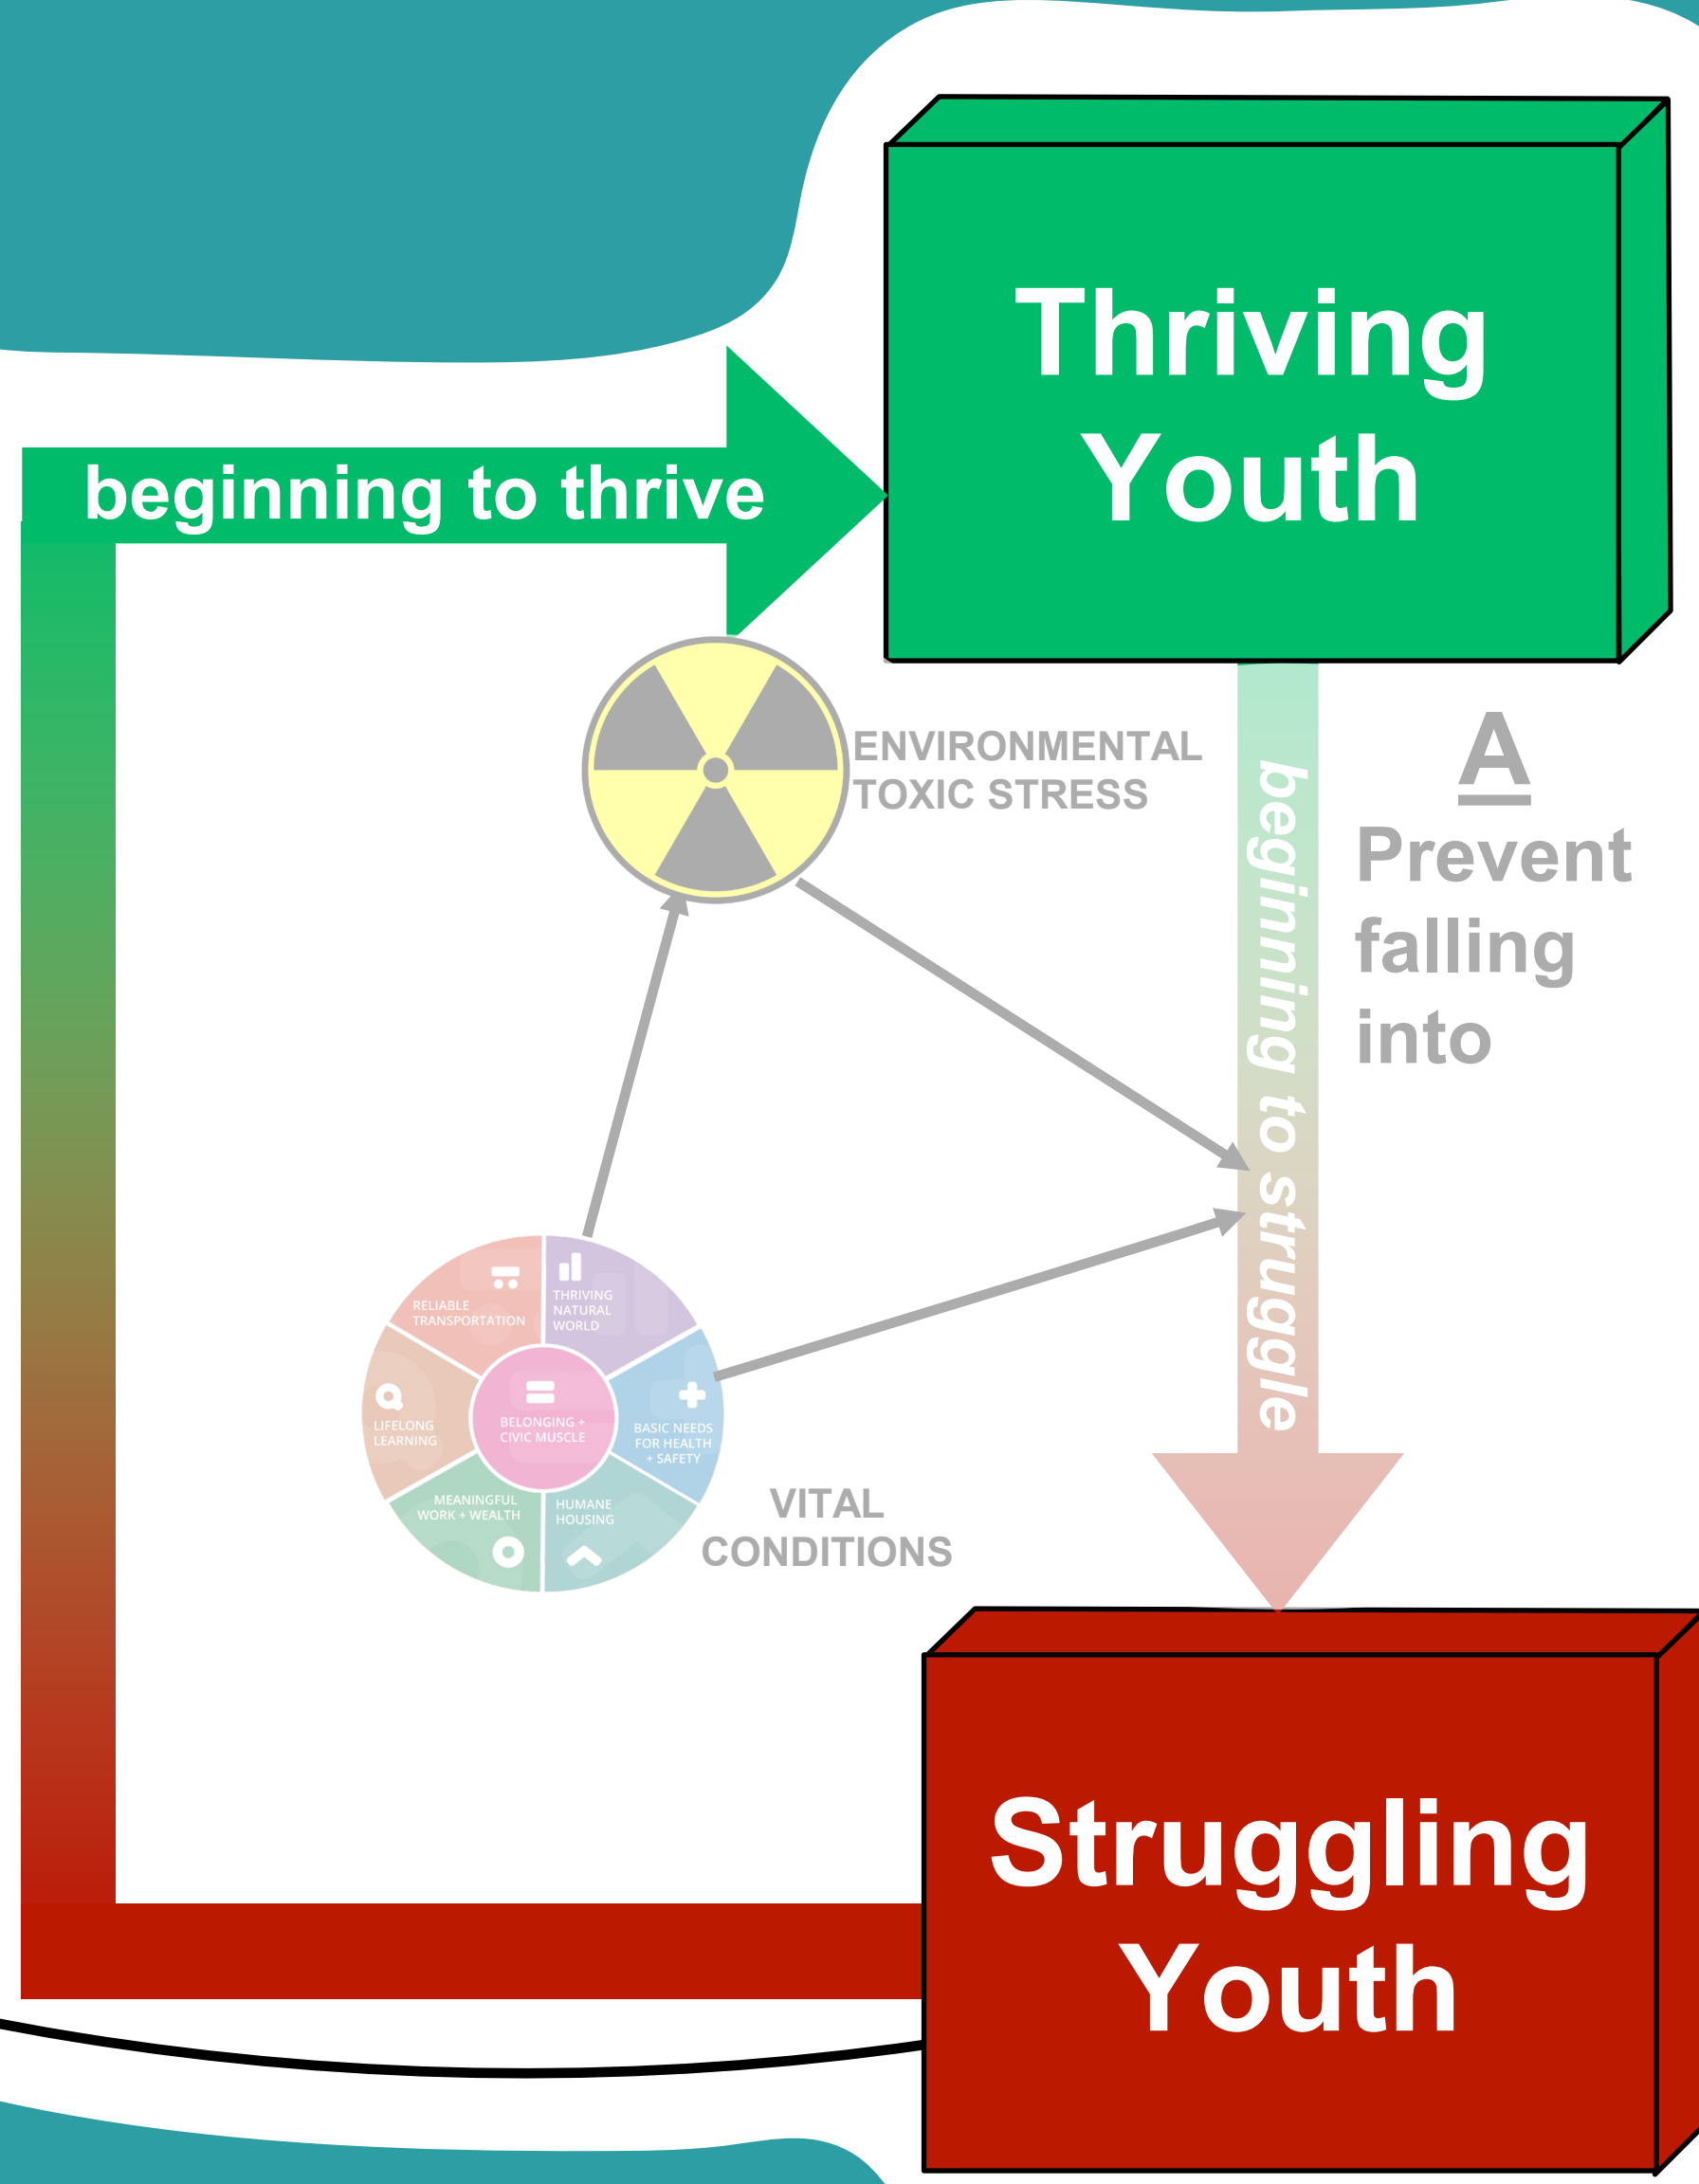 Thriving
Youth
beginning to thrive
ENVIRONMENTAL
TOXIC STRESS
A
Prevent
falling
into
beginning to struggle
RELIABLE
TRANSPORTATION
THRIVING
NATURAL
WORLD
LIFELONG
LEARNING
BELONGING +
CIVIC MUSCLE
BASIC NEEDS
FOR HEALTH
+ SAFETY
MEANINGFUL
WORK + WEALTH
HUMANE
HOUSING
VITAL
CONDITIONS
Struggling
Youth